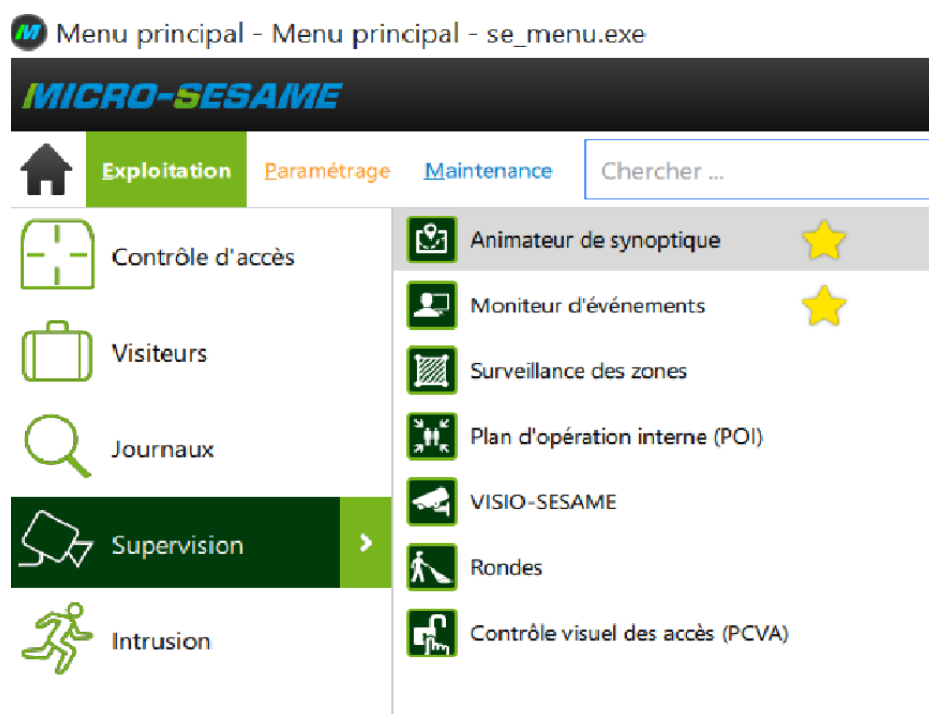 Menu principal - Menu principal - se_menu.exe
MICRO-SESAME
Exploitation Paramétrage Maintenance Chercher ...
Contrôle d'accès
Visiteurs
Journaux
Supervision
Intrusion
Animateur de synoptique
Moniteur d'événements
Surveillance des zones
Plan d'opération interne (POI)
VISIO-SESAME
Rondes
Contrôle visuel des accès (PCVA)